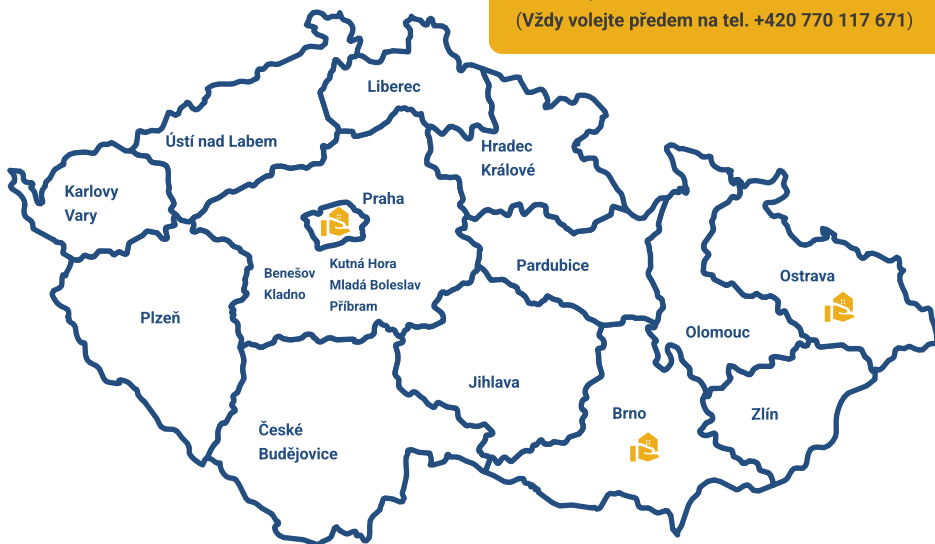 (Vždy volejte předem na tel. +420 770 117 671)
Liberec
Ústí nad Labem
Hradec
Králové
Karlovy
Vary
Praha
Kutná Hora
Mladá Boleslav
Příbram
Benešov
Kladno
Pardubice
Ostrava
Plzeň
Olomouc
Jihlava
Brno
Zlín
České
Budějovice